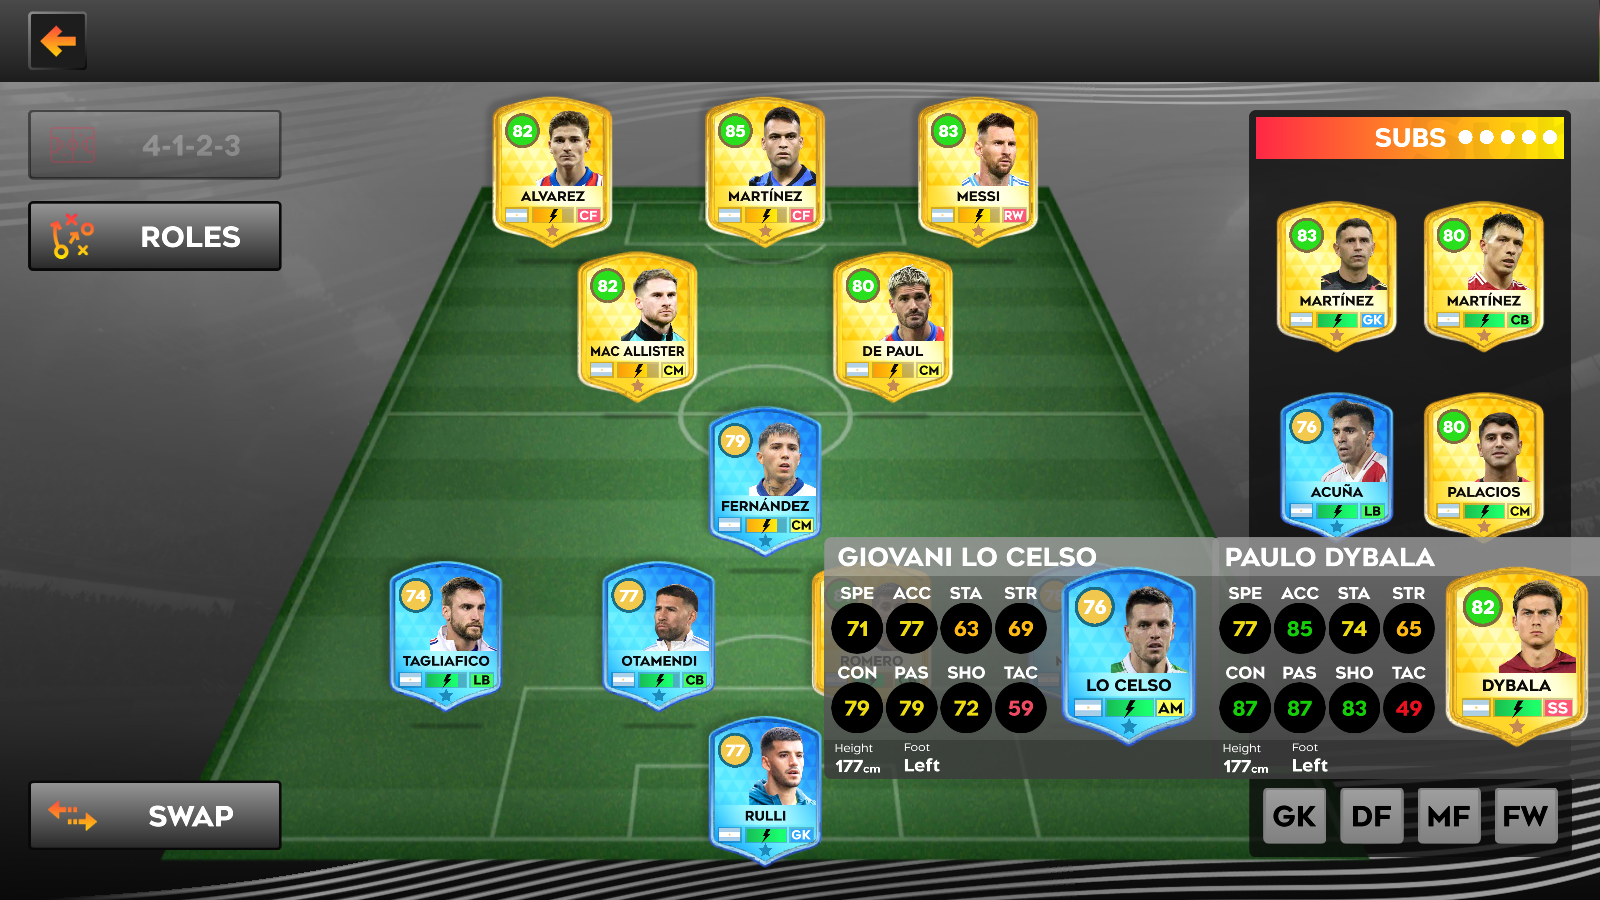 4-1-2-3
ROLES
SWAP
82
ALVAREZ
CF
85
MARTÍNEZ
CF
83
MESSI
RW
82
MAC ALLISTER
CM
80
DE PAUL
CM
79
FERNÁNDEZ
CM
74
TAGLIAFICO
LB
77
OTAMENDI
CB
ROMERO
77
RULLI
GK
SUBS
83
MARTÍNEZ
GK
80
MARTÍNEZ
CB
76
ACUÑA
LB
80
PALACIOS
CM
GIOVANI LO CELSO
SPE ACC STA STR
71 77 63 69
CON PAS SHO TAC
79 79 72 59
Height Foot
177cm Left
76
LO CELSO
AM
PAULO DYBALA
SPE ACC STA STR
77 85 74 65
CON PAS SHO TAC
87 87 83 49
Height Foot
177cm Left
82
DYBALA
SS
GK DF MF FW